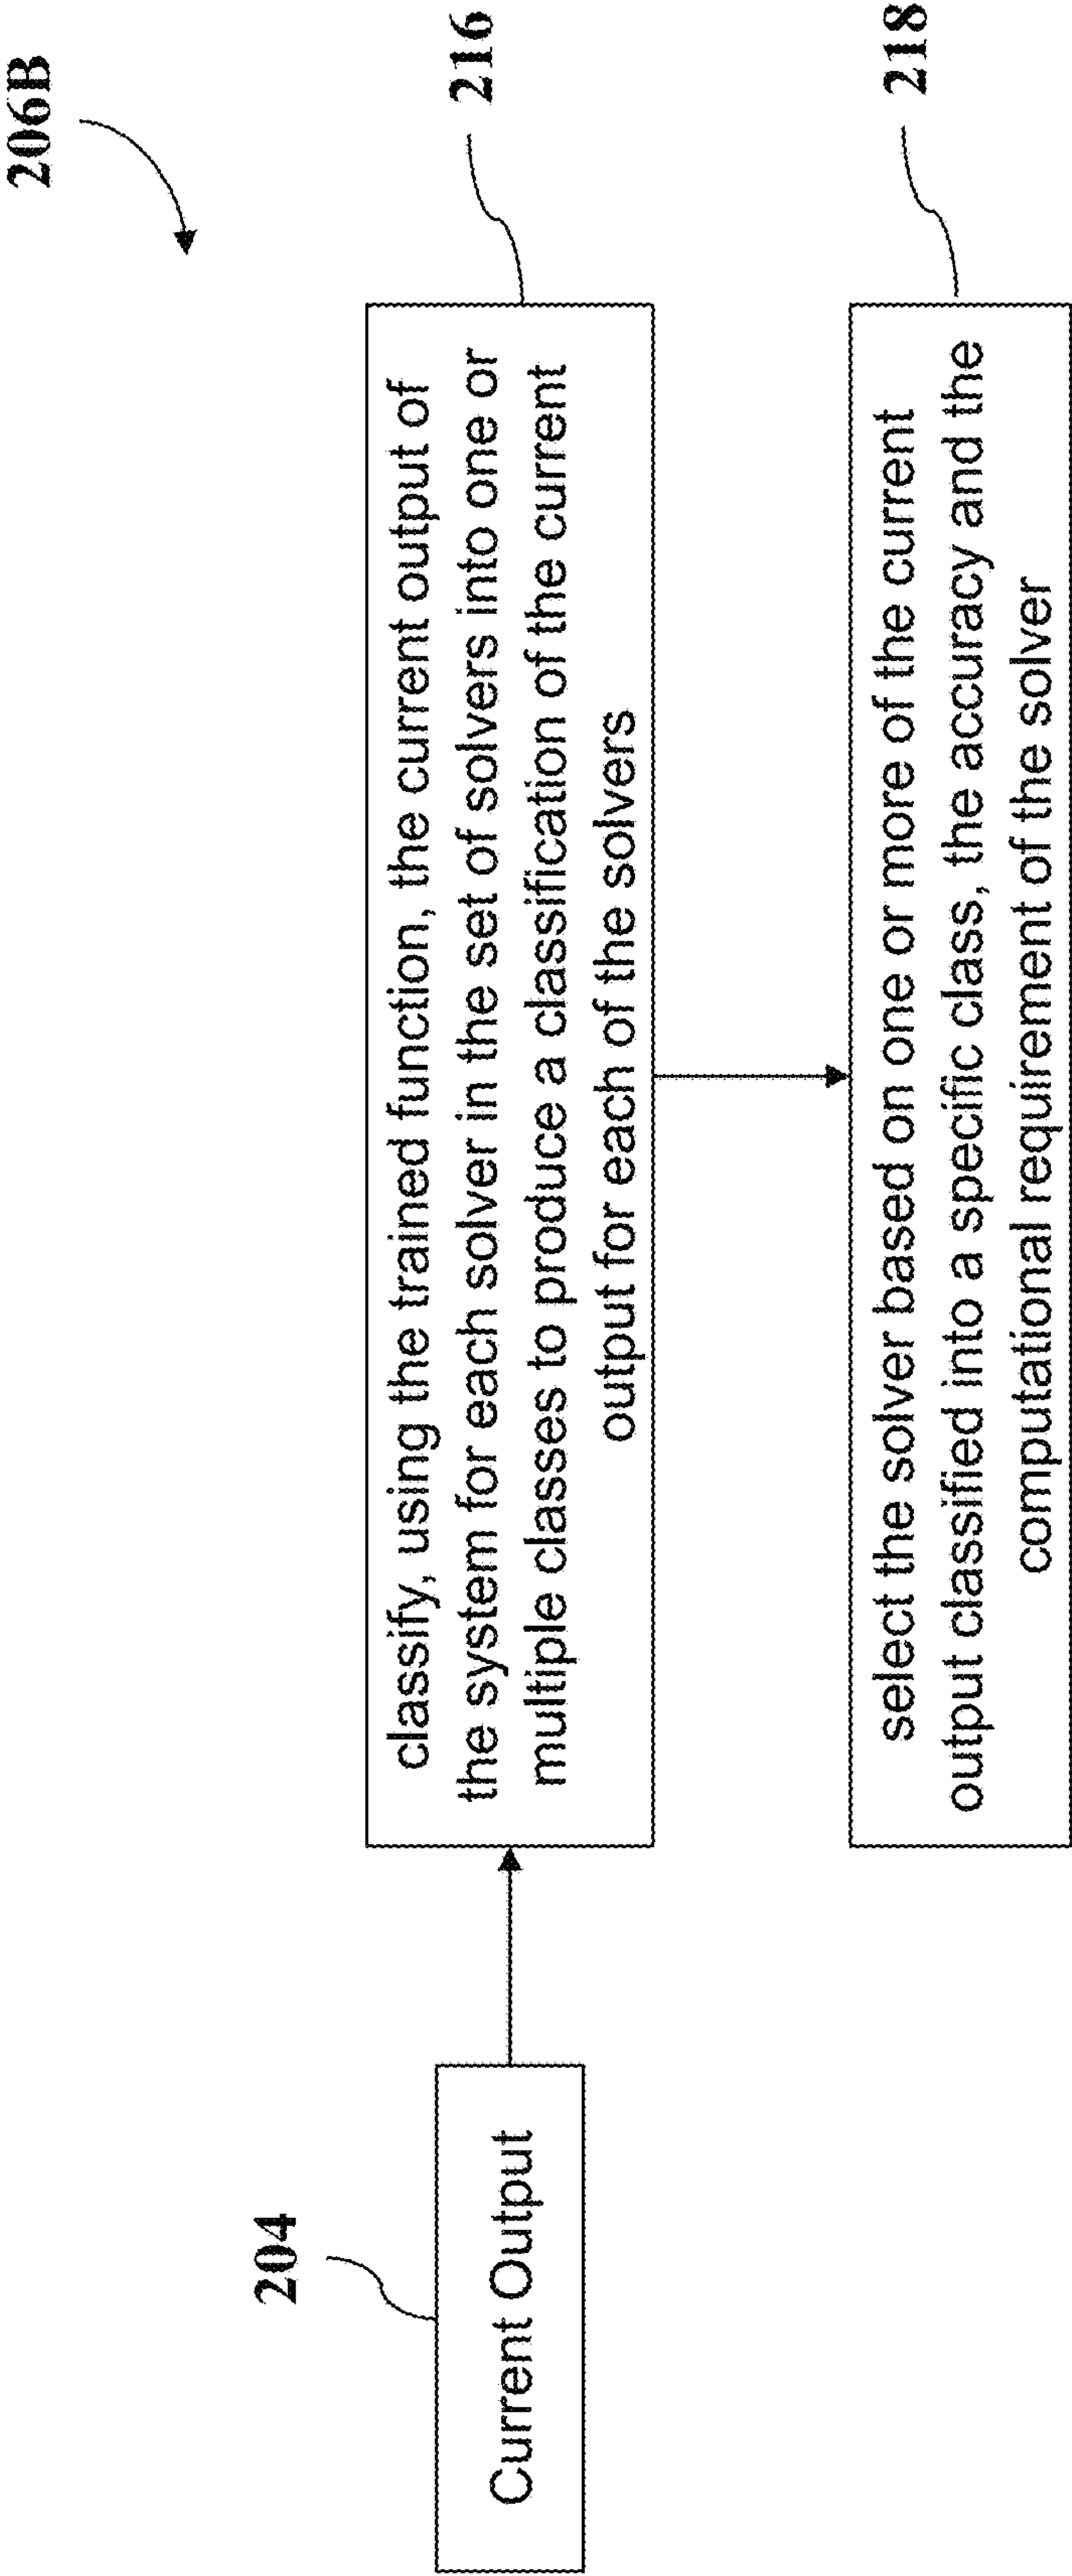 206B
204
Current Output
216
classify, using the trained function, the current output of
the system for each solver in the set of solvers into one or
multiple classes to produce a classification of the current
output for each of the solvers
218
select the solver based on one or more of the current
output classified into a specific class, the accuracy and the
computational requirement of the solver